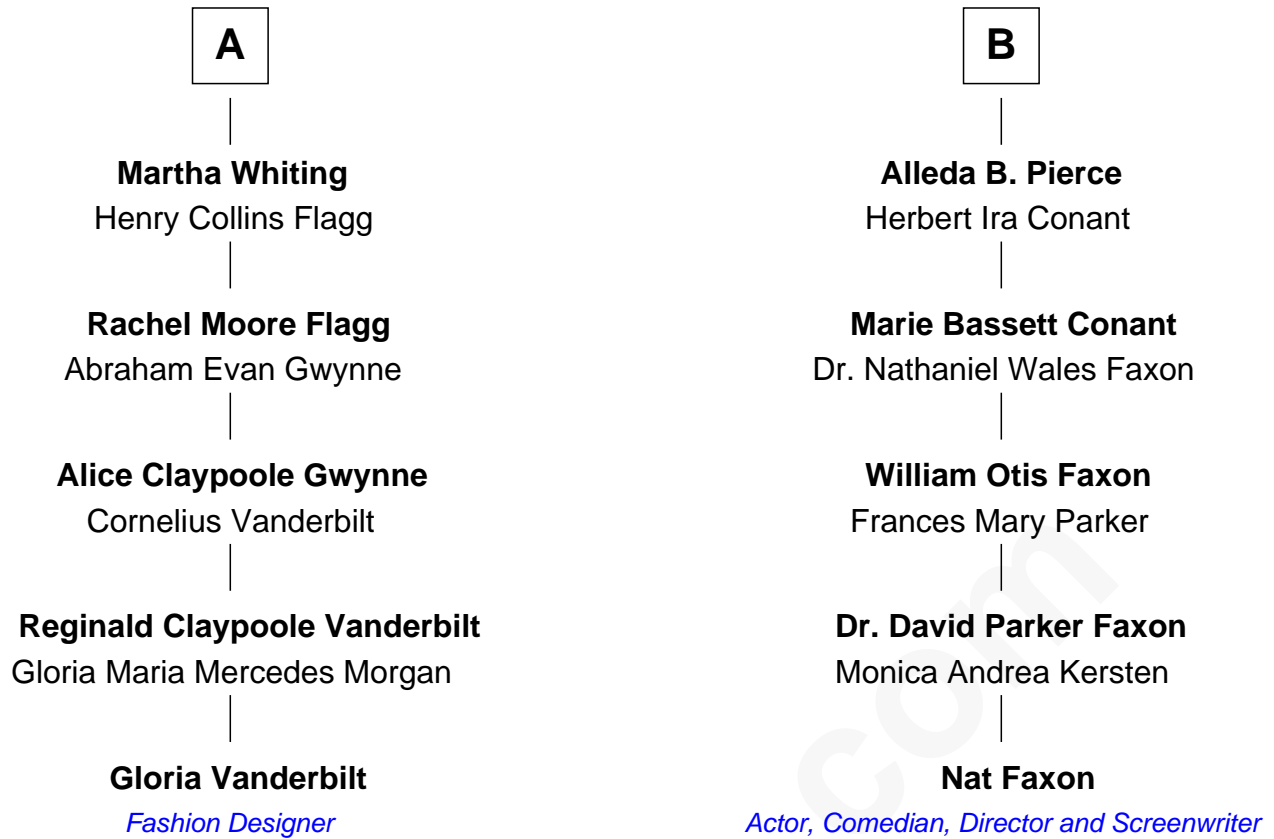 A
Martha Whiting
Henry Collins Flagg
Rachel Moore Flagg
Abraham Evan Gwynne
Alice Claypoole Gwynne
Cornelius Vanderbilt
Reginald Claypoole Vanderbilt
Gloria Maria Mercedes Morgan
Gloria Vanderbilt
Fashion Designer
B
Alleda B. Pierce
Herbert Ira Conant
Marie Bassett Conant
Dr. Nathaniel Wales Faxon
William Otis Faxon
Frances Mary Parker
Dr. David Parker Faxon
Monica Andrea Kersten
Nat Faxon
Actor, Comedian, Director and Screenwriter
com